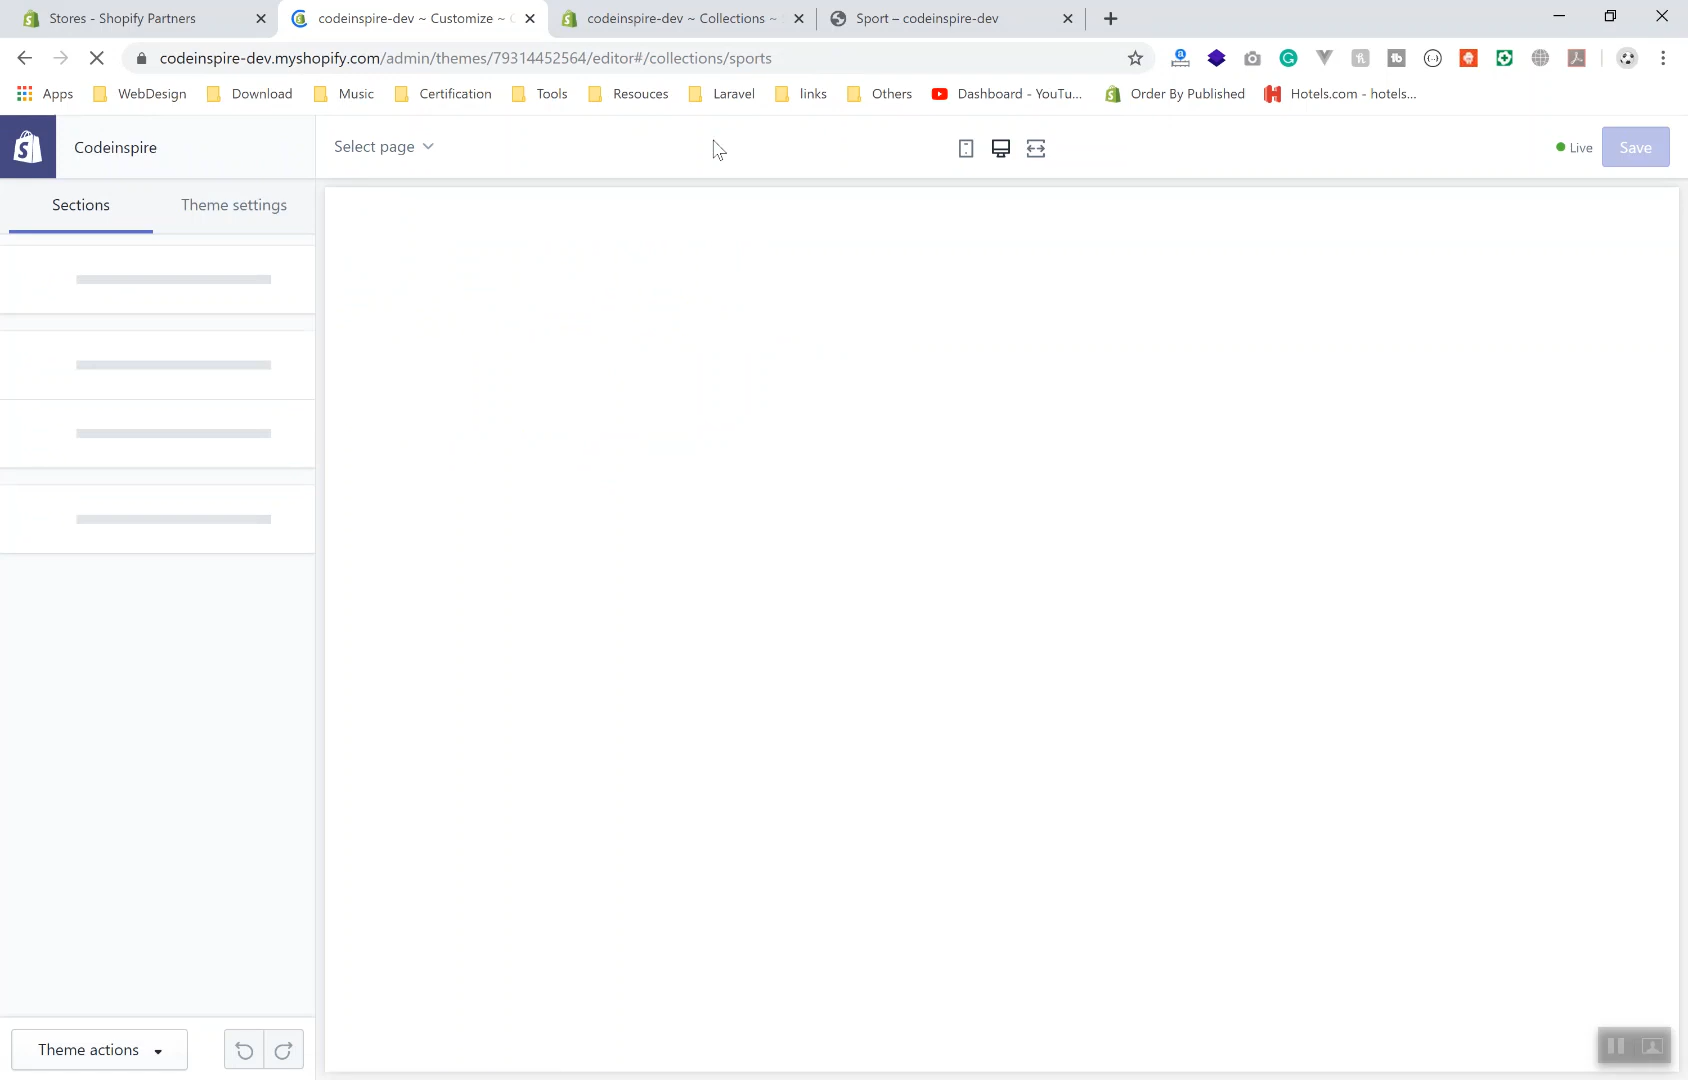 Stores - Shopify Partners
codeinspire-dev ~ Customize ~
codeinspire-dev ~ Collections ~
Sport – codeinspire-dev
codeinspire-dev.myshopify.com/admin/themes/79314452564/editor#/collections/sports
Apps WebDesign Download Music Certification Tools Resouces Laravel links Others Dashboard - YouTu... Order By Published Hotels.com - hotels...
Codeinspire
Select page
Live
Save
Sections
Theme settings
Theme actions